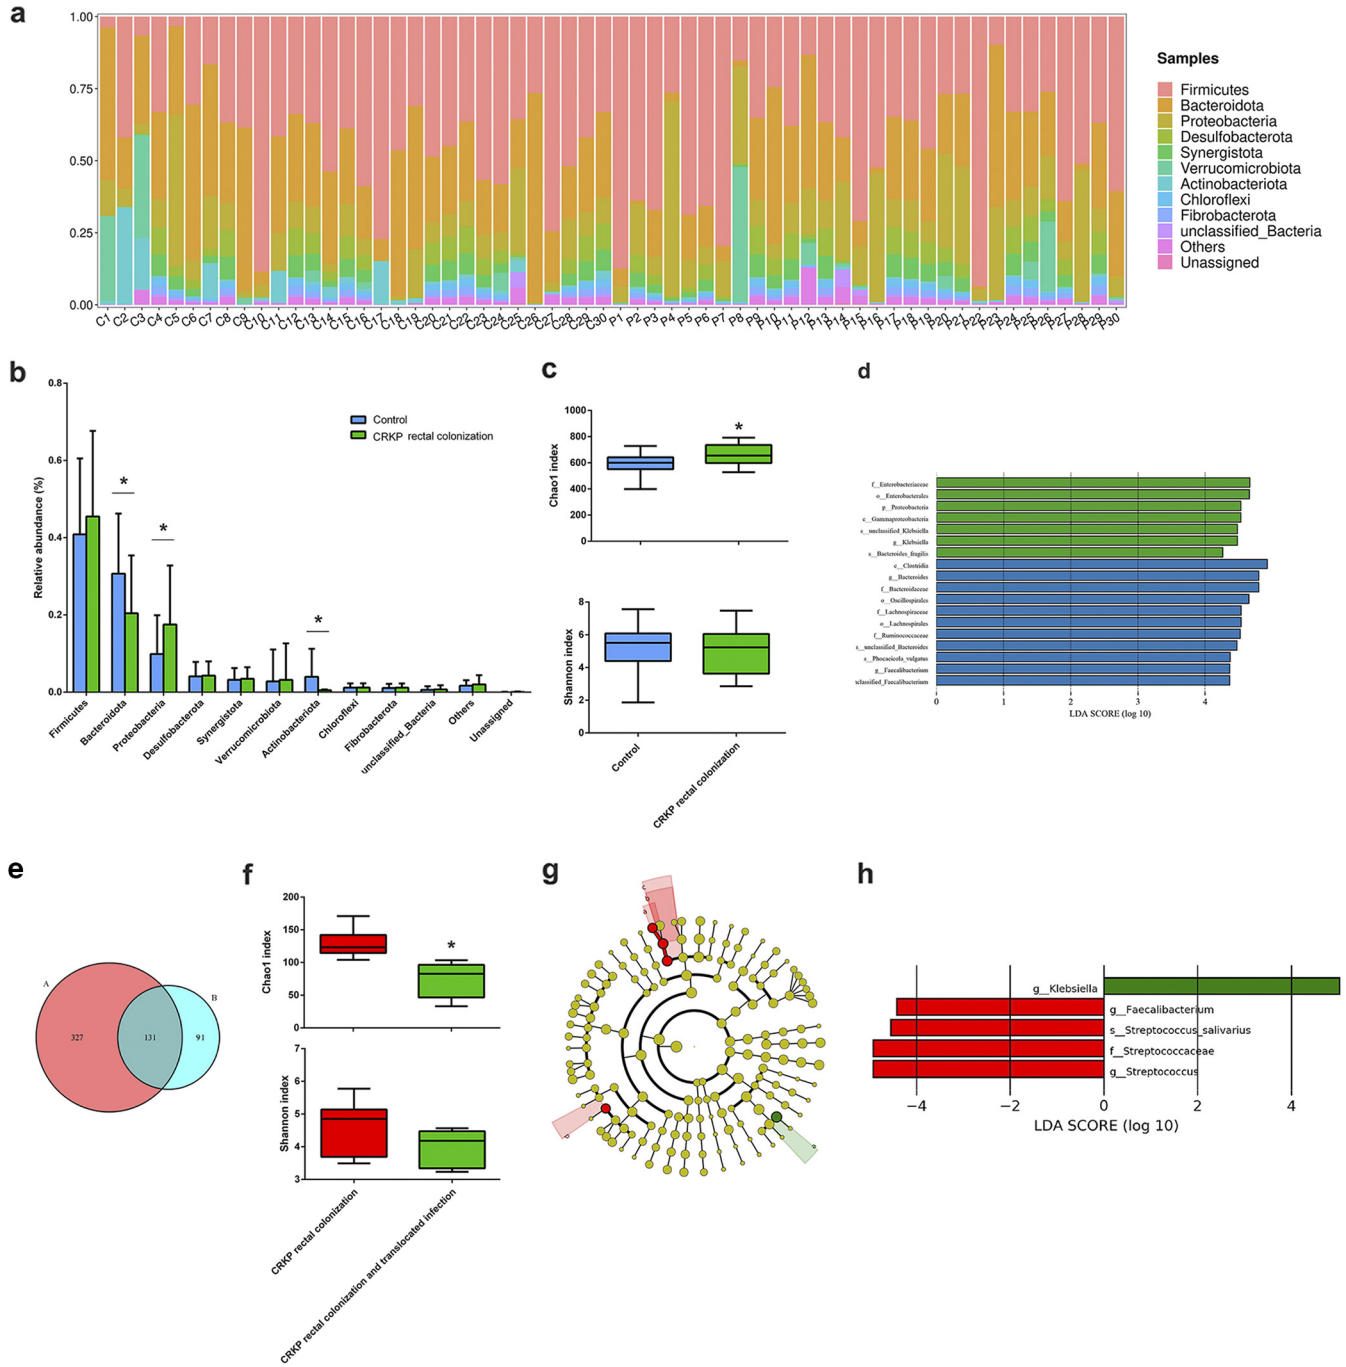 a
1.00
0.75
0.50
0.25
0.00
C1 C2 C3 C4 C5 C6 C7 C8 C9 C10 C11 C12 C13 C14 C15 C16 C17 C18 C19 C20 C21 C22 C23 C24 C25 C26 C27 C28 C29 C30 P1 P2 P3 P4 P5 P6 P7 P8 P9 P10 P11 P12 P13 P14 P15 P16 P17 P18 P19 P20 P21 P22 P23 P24 P25 P26 P27 P28 P29 P30
Samples
Firmicutes
Bacteroidota
Proteobacteria
Desulfobacterota
Synergistota
Verrucomicrobiota
Actinobacteriota
Chloroflexi
Fibrobacterota
unclassified_Bacteria
Others
Unassigned
b
Relative abundance (%)
0.8
0.6
0.4
0.2
0.0
Control
CRKP rectal colonization
*
*
*
Firmicutes
Bacteroidota
Proteobacteria
Desulfobacterota
Synergistota
Verrucomicrobiota
Actinobacteriota
Chloroflexi
Fibrobacterota
unclassified_Bacteria
Others
Unassigned
c
Chao1 index
1000
800
600
400
200
0
*
Shannon index
8
6
4
2
0
Control
CRKP rectal colonization
d
f__Enterobacteriaceae
o__Enterobacterales
p__Proteobacteria
c__Gammaproteobacteria
s__unclassified_Klebsiella
g__Klebsiella
s__Bacteroides_fragilis
c__Clostridia
g__Bacteroides
f__Bacteroidaceae
o__Oscillospirales
f__Lachnospiraceae
o__Lachnospirales
f__Ruminococcaceae
s__unclassified_Bacteroides
s__Phocaeicola_vulgatus
g__Faecalibacterium
nclassified_Faecalibacterium
0 1 2 3 4
LDA SCORE (log 10)
e
A
B
327
131
91
f
Chao1 index
200
150
100
50
0
*
Shannon index
7
6
5
4
3
CRKP rectal colonization
CRKP rectal colonization and translocated infection
g
h
g__Klebsiella
g__Faecalibacterium
s__Streptococcus_salivarius
f__Streptococcaceae
g__Streptococcus
−4 −2 0 2 4
LDA SCORE (log 10)